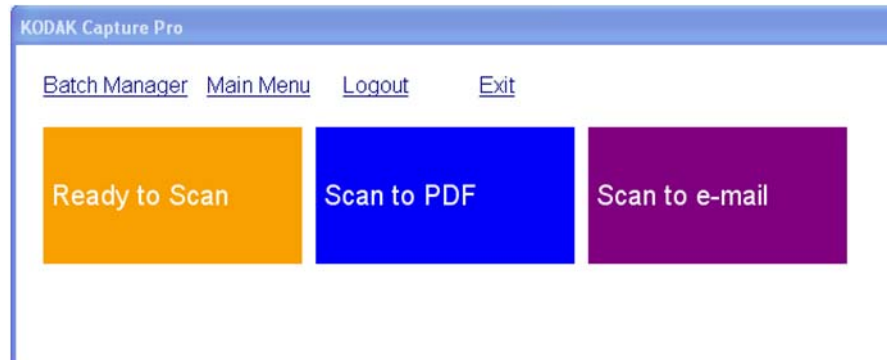 KODAK Capture Pro
Batch Manager Main Menu Logout Exit
Ready to Scan Scan to PDF Scan to e-mail